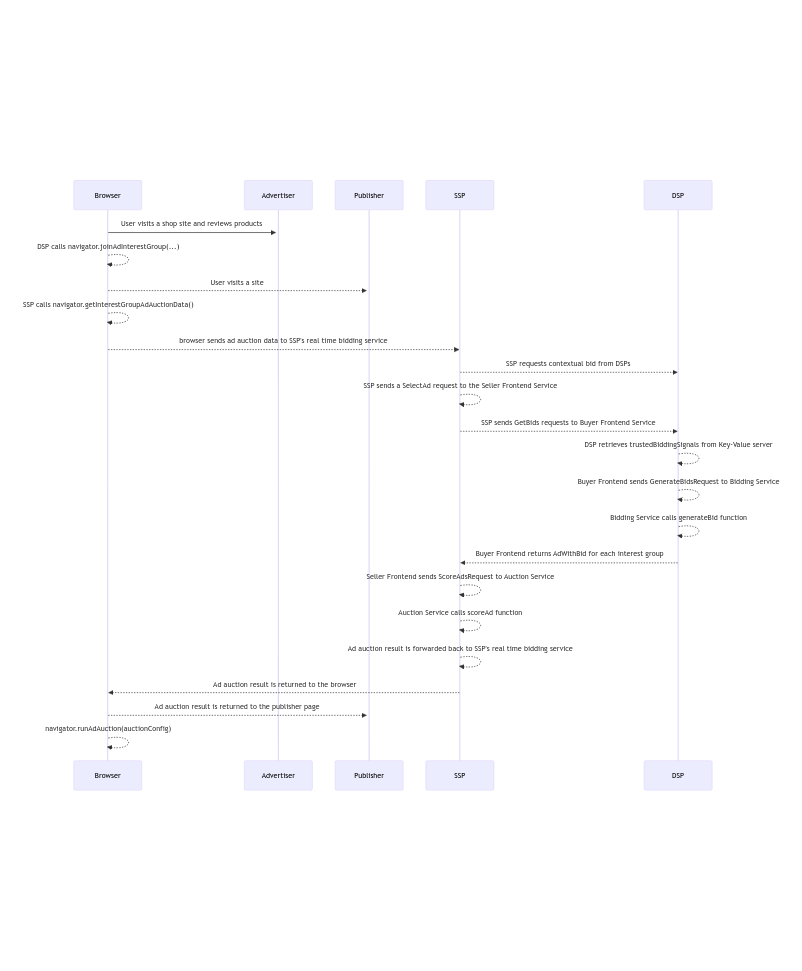 Browser
Advertiser
Publisher
SSP
DSP
User visits a shop site and reviews products
DSP calls navigator.joinAdInterestGroup(...)
User visits a site
SSP calls navigator.getInterestGroupAdAuctionData()
browser sends ad auction data to SSP's real time bidding service
SSP requests contextual bid from DSPs
SSP sends a SelectAd request to the Seller Frontend Service
SSP sends GetBids requests to Buyer Frontend Service
DSP retrieves trustedBiddingSignals from Key-Value server
Buyer Frontend sends GenerateBidsRequest to Bidding Service
Bidding Service calls generateBid function
Buyer Frontend returns AdWithBid for each interest group
Seller Frontend sends ScoreAdsRequest to Auction Service
Auction Service calls scoreAd function
Ad auction result is forwarded back to SSP's real time bidding service
Ad auction result is returned to the browser
Ad auction result is returned to the publisher page
navigator.runAdAuction(auctionConfig)
Browser
Advertiser
Publisher
SSP
DSP